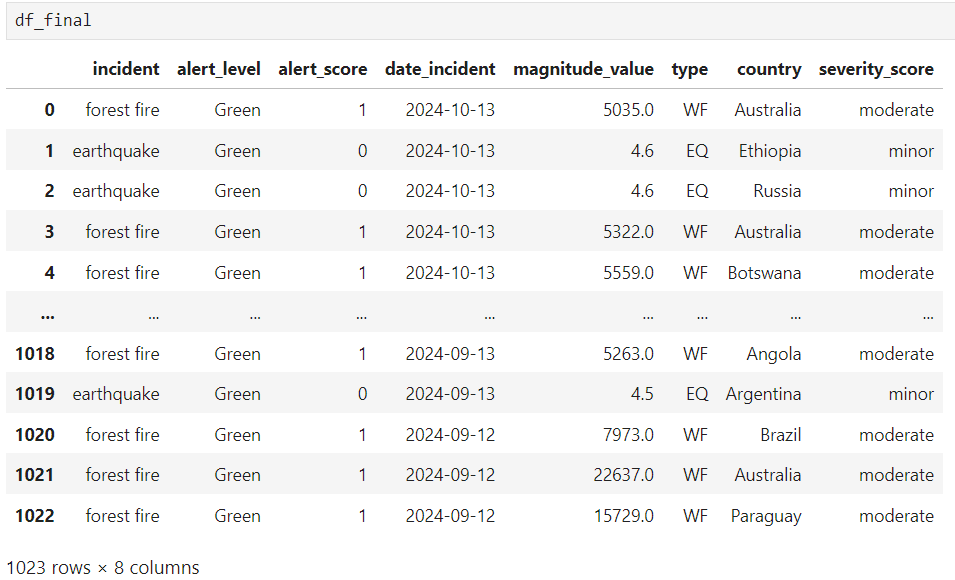 df_final
incident alert_level alert_score date_incident magnitude_value type country severity_score
0 forest fire Green 1 2024-10-13 5035.0 WF Australia moderate
1 earthquake Green 0 2024-10-13 4.6 EQ Ethiopia minor
2 earthquake Green 0 2024-10-13 4.6 EQ Russia minor
3 forest fire Green 1 2024-10-13 5322.0 WF Australia moderate
4 forest fire Green 1 2024-10-13 5559.0 WF Botswana moderate
... ... ... ... ... ... ... ... ...
1018 forest fire Green 1 2024-09-13 5263.0 WF Angola moderate
1019 earthquake Green 0 2024-09-13 4.5 EQ Argentina minor
1020 forest fire Green 1 2024-09-12 7973.0 WF Brazil moderate
1021 forest fire Green 1 2024-09-12 22637.0 WF Australia moderate
1022 forest fire Green 1 2024-09-12 15729.0 WF Paraguay moderate
1023 rows × 8 columns